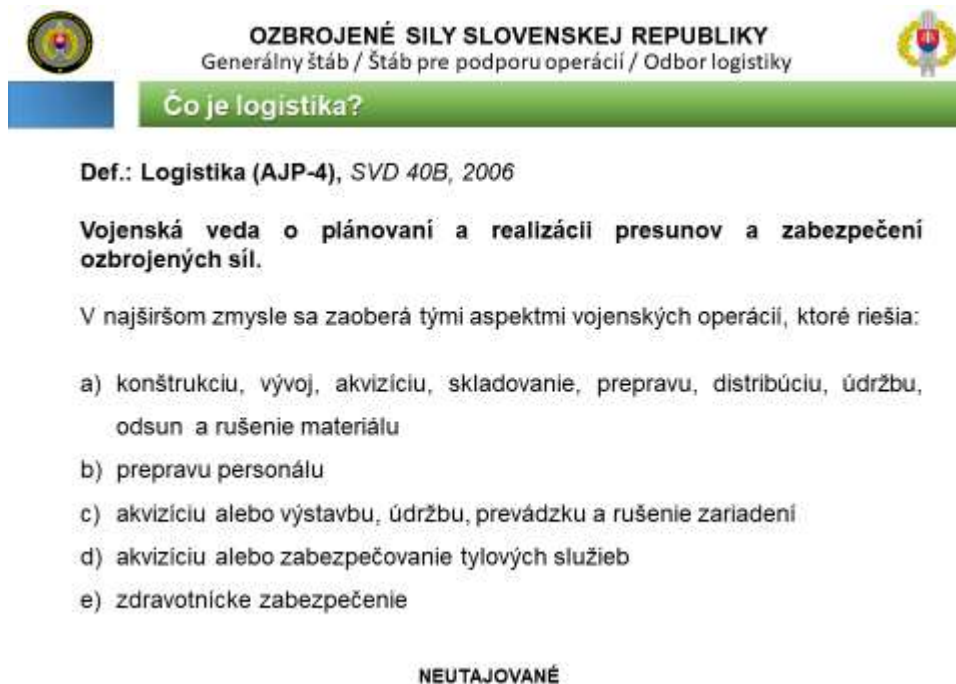 OZBROJENÉ SILY SLOVENSKEJ REPUBLIKY
Generálny štáb / Štáb pre podporu operácií / Odbor logistiky
Čo je logistika?
Def.: Logistika (AJP-4), SVD 40B, 2006
Vojenská veda o plánovaní a realizácii presunov a zabezpečení
ozbrojených síl.
V najširšom zmysle sa zaoberá tými aspektmi vojenských operácií, ktoré riešia:
a) konštrukciu, vývoj, akvizíciu, skladovanie, prepravu, distribúciu, údržbu,
odsun a rušenie materiálu
b) prepravu personálu
c) akvizíciu alebo výstavbu, údržbu, prevádzku a rušenie zariadení
d) akvizíciu alebo zabezpečovanie tylových služieb
e) zdravotnícke zabezpečenie
NEUTAJOVANÉ